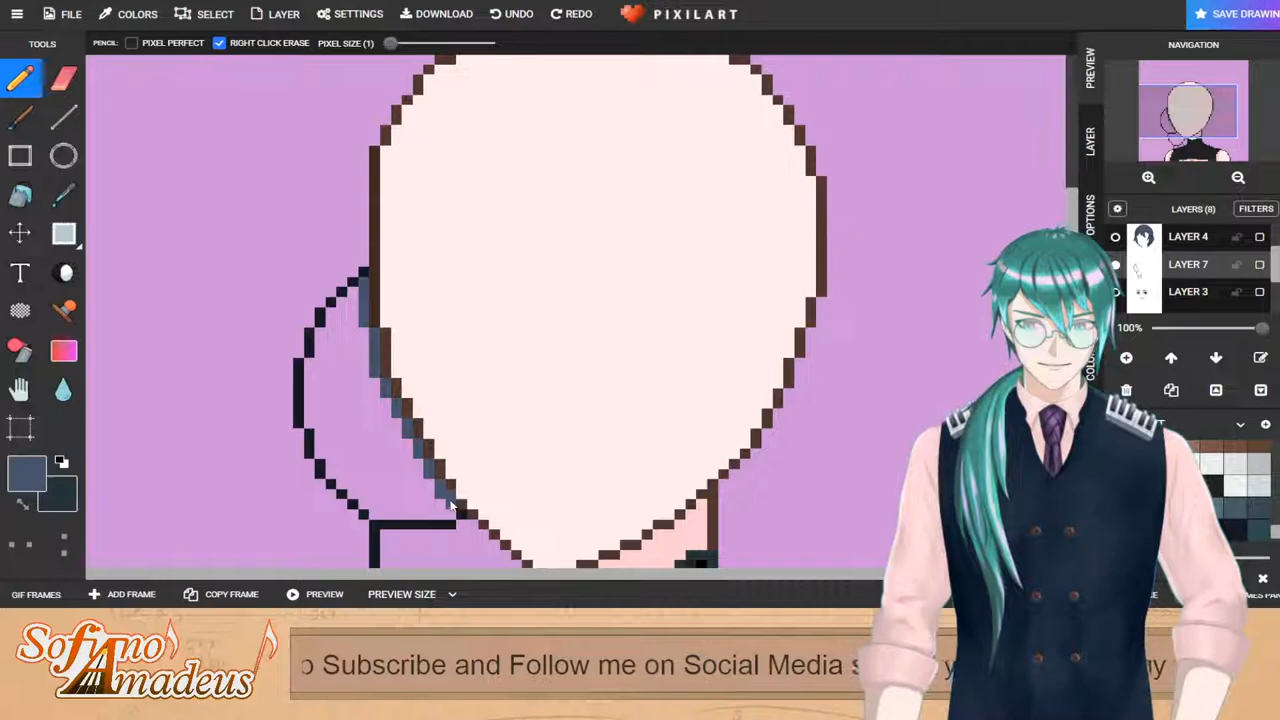 FILE COLORS SELECT LAYER SETTINGS DOWNLOAD UNDO REDO PIXILART SAVE DRAWIN
TOOLS
PENCIL: PIXEL PERFECT RIGHT CLICK ERASE PIXEL SIZE (1)
NAVIGATION
PREVIEW
LAYER
OPTIONS
LAYERS (8) FILTERS
LAYER 4
LAYER 7
LAYER 3
100%
GIF FRAMES ADD FRAME COPY FRAME PREVIEW PREVIEW SIZE
Sofiano
Amadeus
Subscribe and Follow me on Social Media